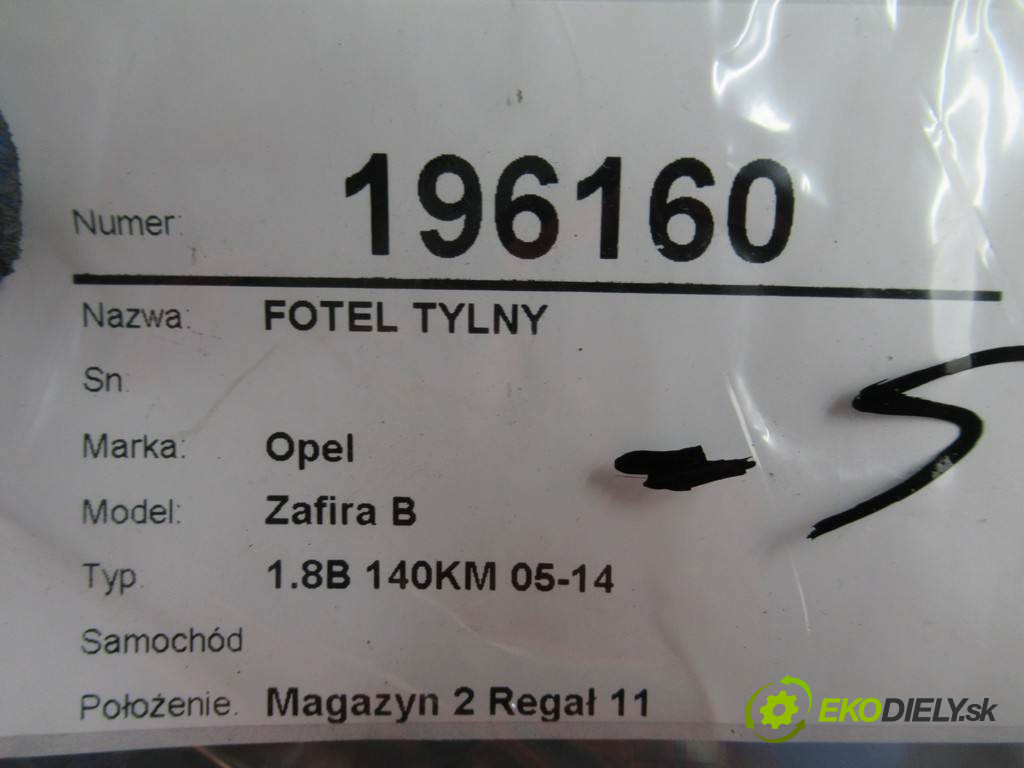 Numer: 196160
Nazwa: FOTEL TYLNY
Sn:
Marka: Opel
Model: Zafira B
Typ: 1.8B 140KM 05-14
Samochód
Położenie: Magazyn 2 Regał 11
-5
EKODIELY.sk